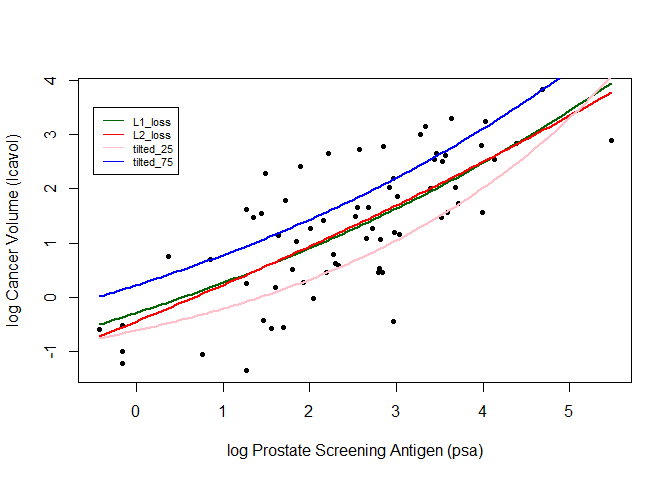 4
3
2
1
0
-1
log Cancer Volume (lcavol)
L1_loss
L2_loss
tilted_25
tilted_75
0 1 2 3 4 5
log Prostate Screening Antigen (psa)